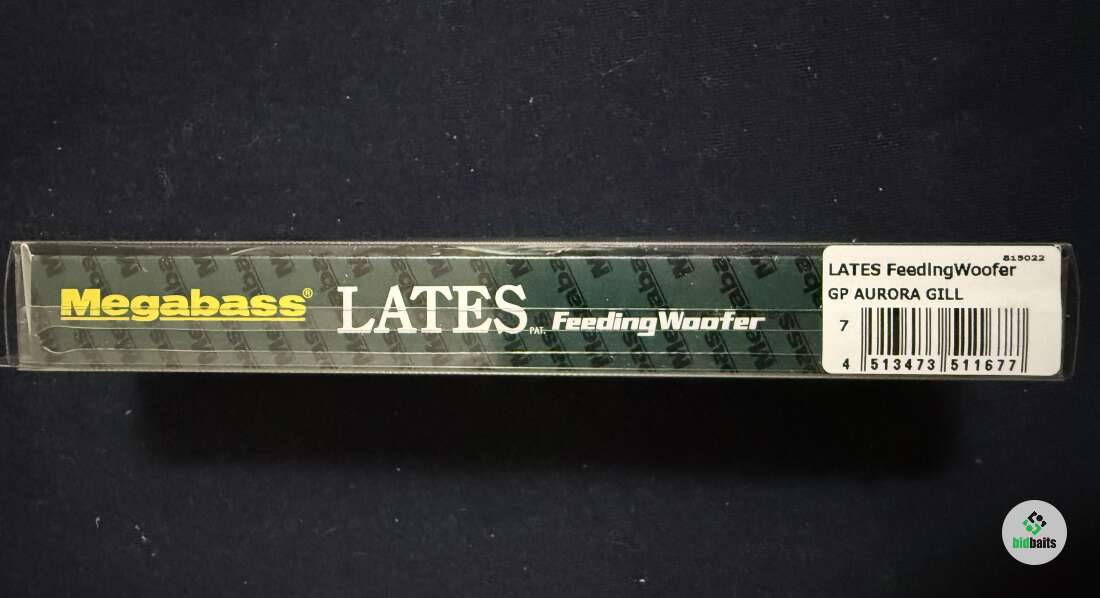 Megabass®
LATES
PAT.
FeedingWoofer
815022
LATES FeedingWoofer
GP AURORA GILL
7
4 513473 511677
bidbaits